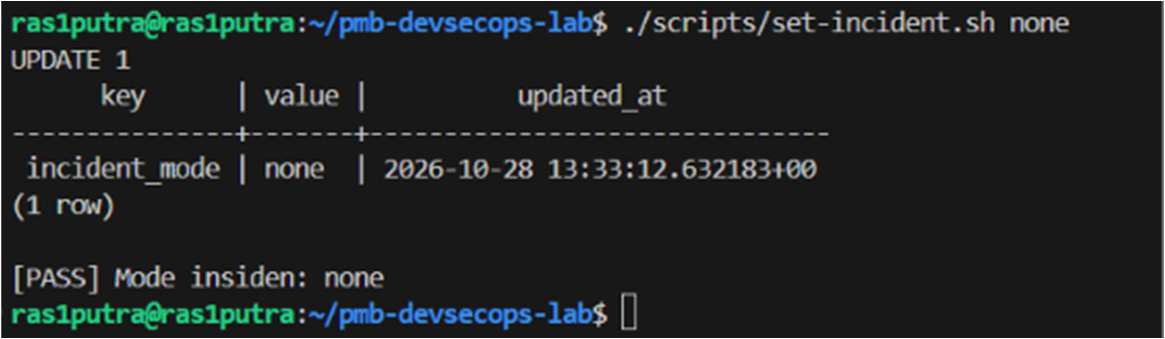 ras1putra@ras1putra:~/pmb-devsecops-lab$ ./scripts/set-incident.sh none
UPDATE 1
      key      | value |          updated_at
---------------+-------+-------------------------------
 incident_mode | none  | 2026-10-28 13:33:12.632183+00
(1 row)

[PASS] Mode insiden: none
ras1putra@ras1putra:~/pmb-devsecops-lab$